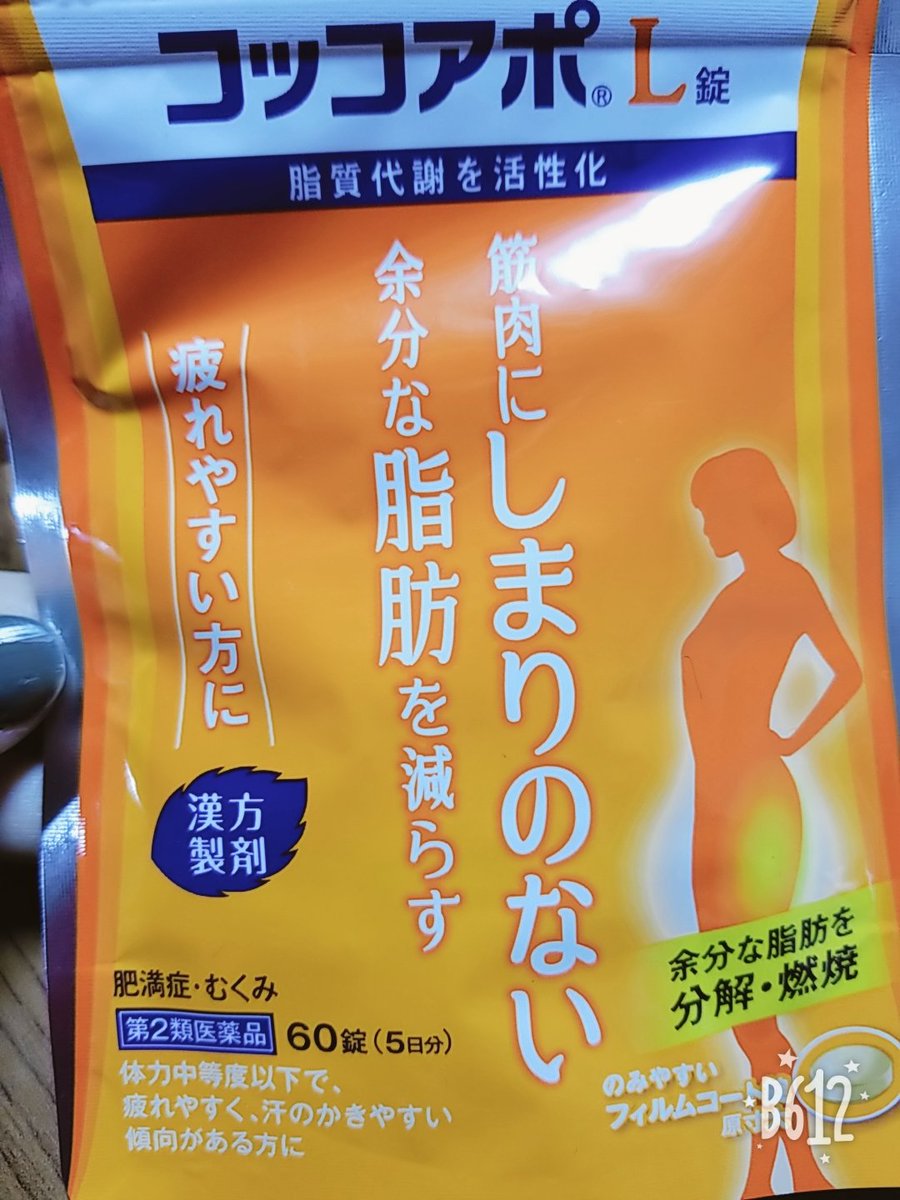 コッコアポ® L錠
脂質代謝を活性化
筋肉にしまりのない
余分な脂肪を減らす
疲れやすい方に
漢方
製剤
余分な脂肪を
分解・燃焼
肥満症・むくみ
第2類医薬品 60錠(5日分)
体力中等度以下で、
疲れやすく、汗のかきやすい
傾向がある方に
のみやすい
フィルムコート
原寸
B612